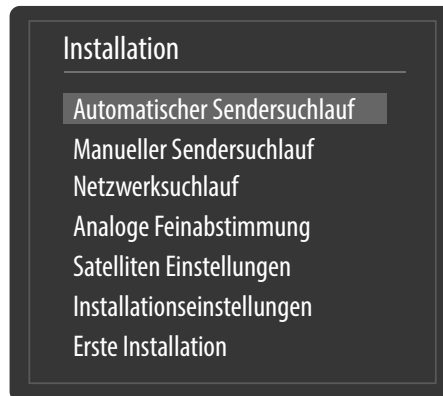 Installation
Automatischer Sendersuchlauf
Manueller Sendersuchlauf
Netzwerksuchlauf
Analoge Feinabstimmung
Satelliten Einstellungen
Installationseinstellungen
Erste Installation